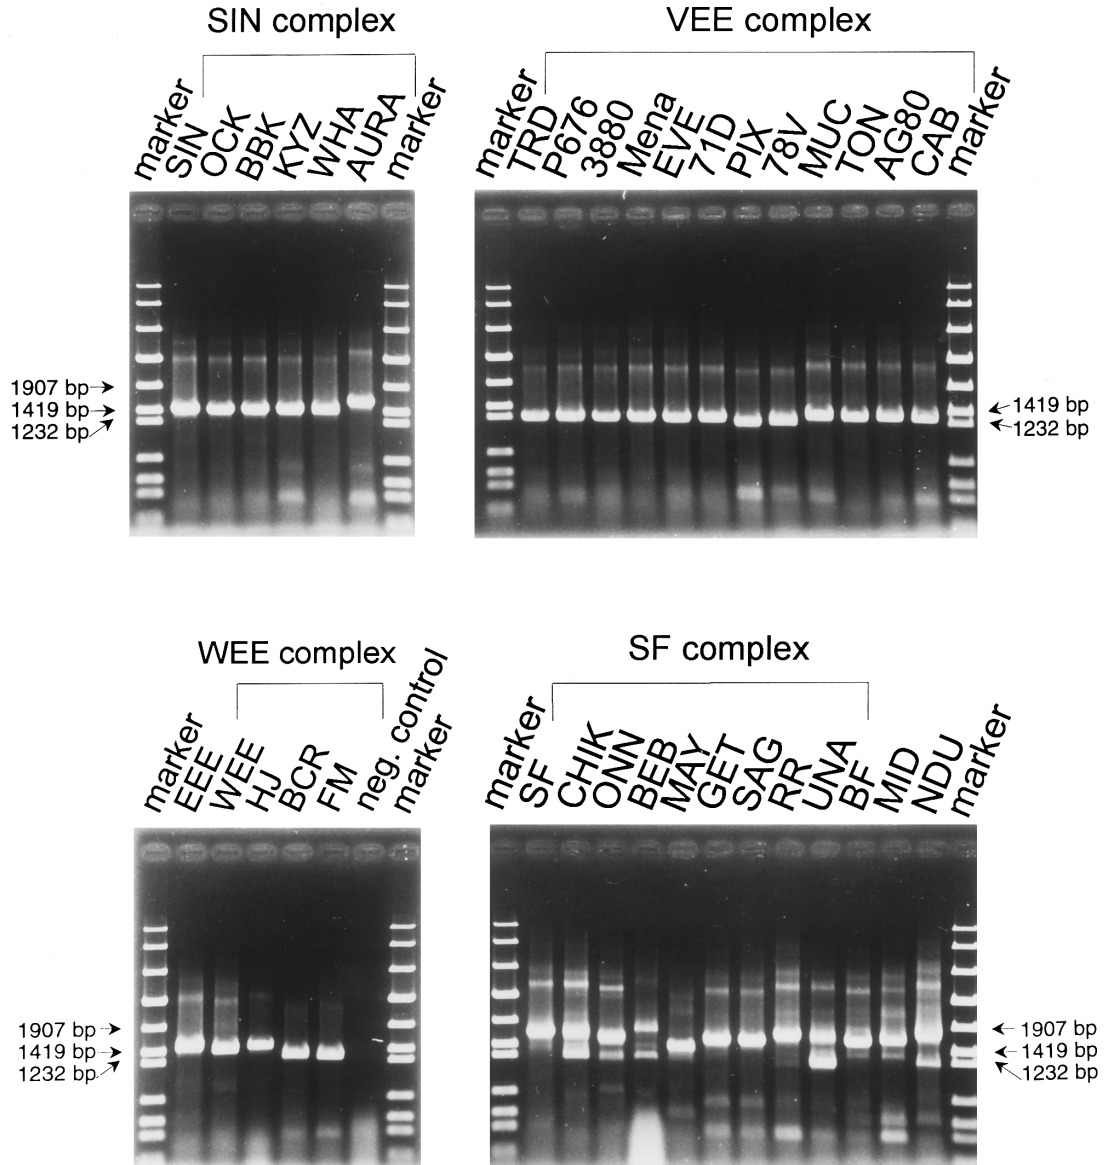 SIN complex
marker
SIN
OCK
BBK
KYZ
WHA
AURA
marker
1907 bp
1419 bp
1232 bp
VEE complex
marker
TRD
P676
3880
Mena
EVE
71D
PIX
78V
MUC
TON
AG80
CAB
marker
1419 bp
1232 bp
WEE complex
marker
EEE
WEE
HJ
BCR
FM
neg. control
marker
1907 bp
1419 bp
1232 bp
SF complex
marker
SF
CHIK
ONN
BEB
MAY
GET
SAG
RR
UNA
BF
MID
NDU
marker
1907 bp
1419 bp
1232 bp